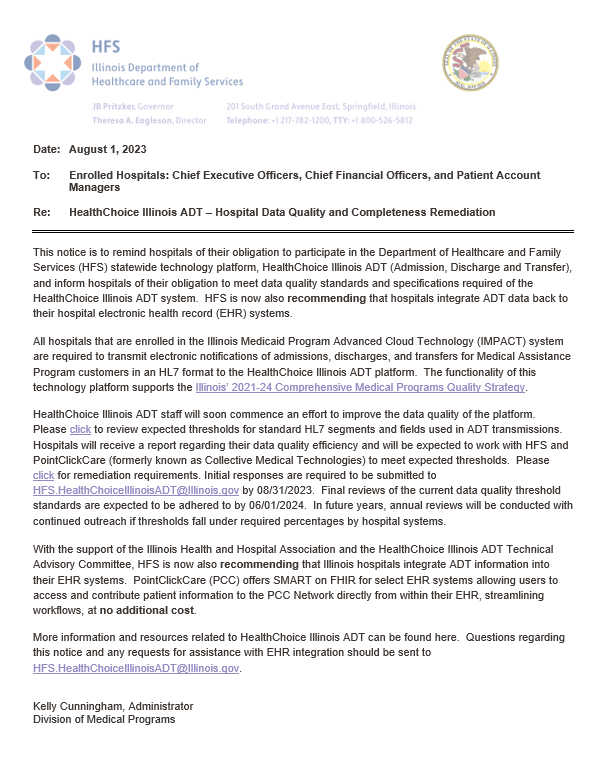 HFS
Illinois Department of
Healthcare and Family Services
JB Pritzker, Governor 201 South Grand Avenue East, Springfield, Illinois
Theresa A. Eagleson, Director Telephone: +1 217-782-1200, TTY: +1 800-526-5812
Date: August 1, 2023
To: Enrolled Hospitals: Chief Executive Officers, Chief Financial Officers, and Patient Account
Managers
Re: HealthChoice Illinois ADT – Hospital Data Quality and Completeness Remediation
This notice is to remind hospitals of their obligation to participate in the Department of Healthcare and Family
Services (HFS) statewide technology platform, HealthChoice Illinois ADT (Admission, Discharge and Transfer),
and inform hospitals of their obligation to meet data quality standards and specifications required of the
HealthChoice Illinois ADT system. HFS is now also recommending that hospitals integrate ADT data back to
their hospital electronic health record (EHR) systems.
All hospitals that are enrolled in the Illinois Medicaid Program Advanced Cloud Technology (IMPACT) system
are required to transmit electronic notifications of admissions, discharges, and transfers for Medical Assistance
Program customers in an HL7 format to the HealthChoice Illinois ADT platform. The functionality of this
technology platform supports the Illinois' 2021-24 Comprehensive Medical Programs Quality Strategy.
HealthChoice Illinois ADT staff will soon commence an effort to improve the data quality of the platform.
Please click to review expected thresholds for standard HL7 segments and fields used in ADT transmissions.
Hospitals will receive a report regarding their data quality efficiency and will be expected to work with HFS and
PointClickCare (formerly known as Collective Medical Technologies) to meet expected thresholds. Please
click for remediation requirements. Initial responses are required to be submitted to
HFS.HealthChoiceIllinoisADT@Illinois.gov by 08/31/2023. Final reviews of the current data quality threshold
standards are expected to be adhered to by 06/01/2024. In future years, annual reviews will be conducted with
continued outreach if thresholds fall under required percentages by hospital systems.
With the support of the Illinois Health and Hospital Association and the HealthChoice Illinois ADT Technical
Advisory Committee, HFS is now also recommending that Illinois hospitals integrate ADT information into
their EHR systems. PointClickCare (PCC) offers SMART on FHIR for select EHR systems allowing users to
access and contribute patient information to the PCC Network directly from within their EHR, streamlining
workflows, at no additional cost.
More information and resources related to HealthChoice Illinois ADT can be found here. Questions regarding
this notice and any requests for assistance with EHR integration should be sent to
HFS.HealthChoiceIllinoisADT@Illinois.gov.
Kelly Cunningham, Administrator
Division of Medical Programs